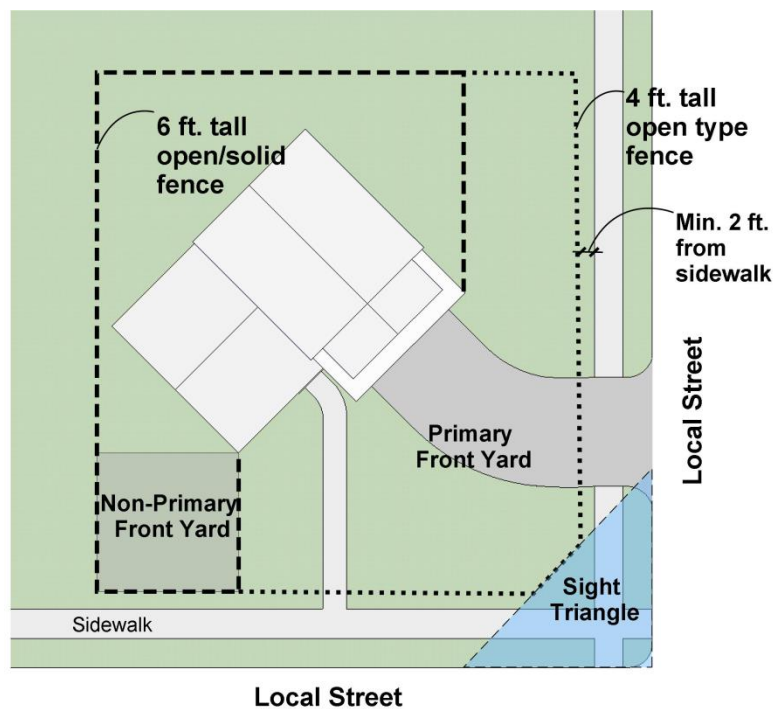 6 ft. tall
open/solid
fence
4 ft. tall
open type
fence
Min. 2 ft.
from
sidewalk
Local Street
Primary
Front Yard
Non-Primary
Front Yard
Sight
Triangle
Sidewalk
Local Street